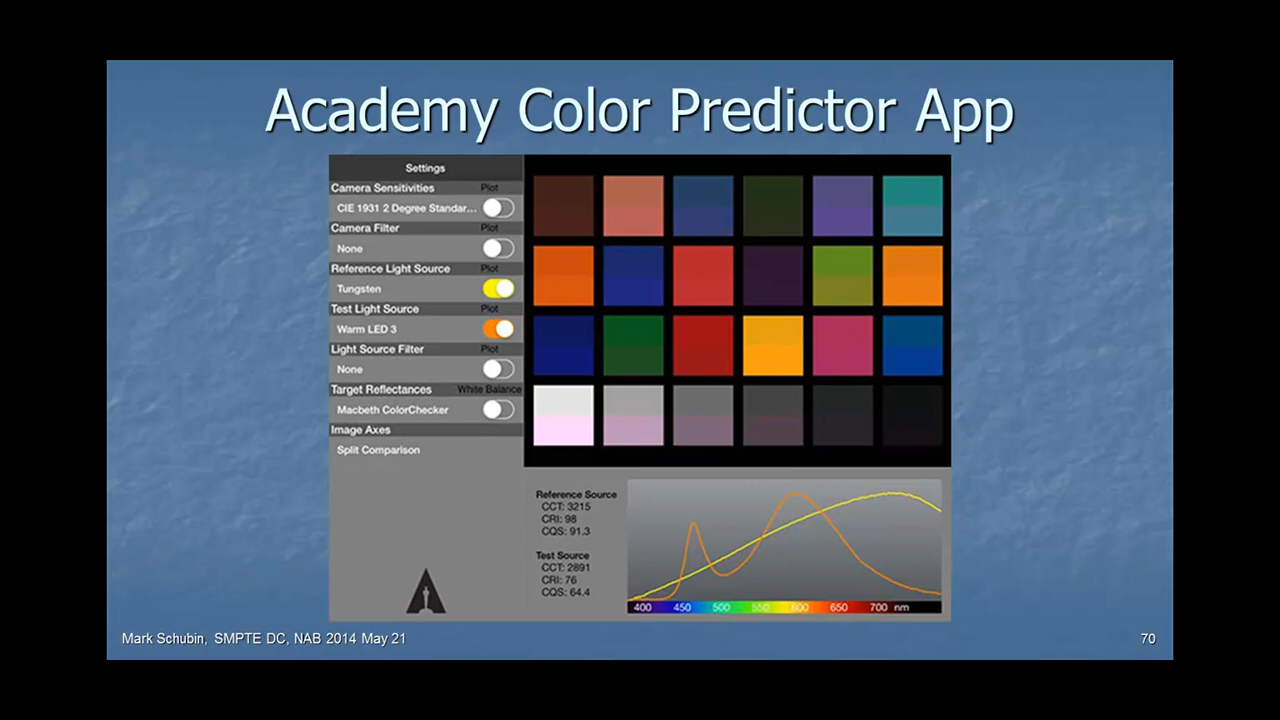 Academy Color Predictor App
Settings
Camera Sensitivities Plot
CIE 1931 2 Degree Standar...
Camera Filter Plot
None
Reference Light Source Plot
Tungsten
Test Light Source Plot
Warm LED 3
Light Source Filter Plot
None
Target Reflectances White Balance
Macbeth ColorChecker
Image Axes
Split Comparison
Reference Source
CCT: 3215
CRI: 98
CQS: 91.3
Test Source
CCT: 2891
CRI: 76
CQS: 64.4
400 450 500 550 600 650 700 nm
Mark Schubin, SMPTE DC, NAB 2014 May 21
70